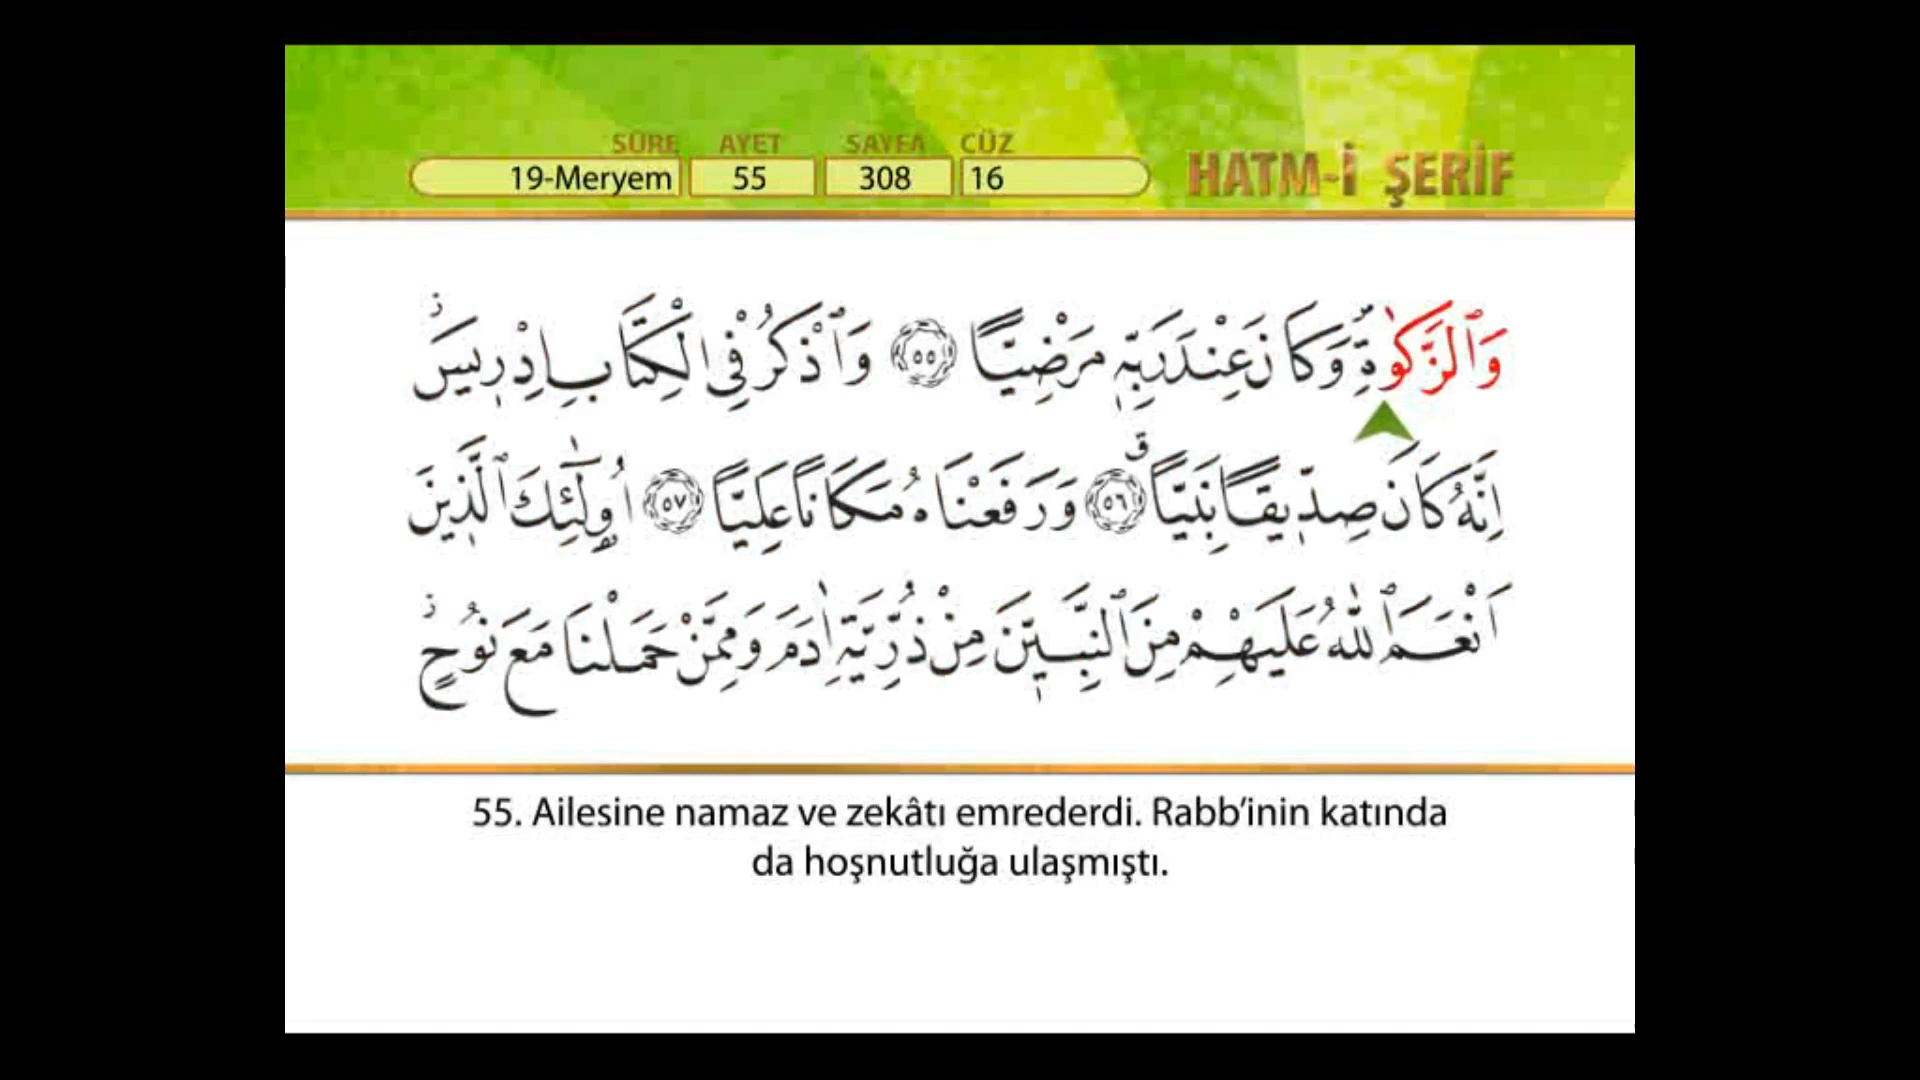 SÛRE AYET SAYFA CÜZ
19-Meryem 55 308 16
HATM-İ ŞERİF
وَالزَّكٰوةِۖ وَكَانَ عِنْدَ رَبِّه۪ مَرْضِيًّا ﴿٥٥﴾ وَاذْكُرْ فِي الْكِتَابِ اِدْر۪يسَۘ
اِنَّهُ كَانَ صِدّ۪يقًا نَبِيًّاۗ ﴿٥٦﴾ وَرَفَعْنَاهُ مَكَانًا عَلِيًّا ﴿٥٧﴾ اُو۬لٰٓئِكَ الَّذ۪ينَ
اَنْعَمَ اللّٰهُ عَلَيْهِمْ مِنَ النَّبِيّ۪نَ مِنْ ذُرِّيَّةِ اٰدَمَ وَمِمَّنْ حَمَلْنَا مَعَ نُوحٍۘ
55. Ailesine namaz ve zekâtı emrederdi. Rabb’inin katında
da hoşnutluğa ulaşmıştı.